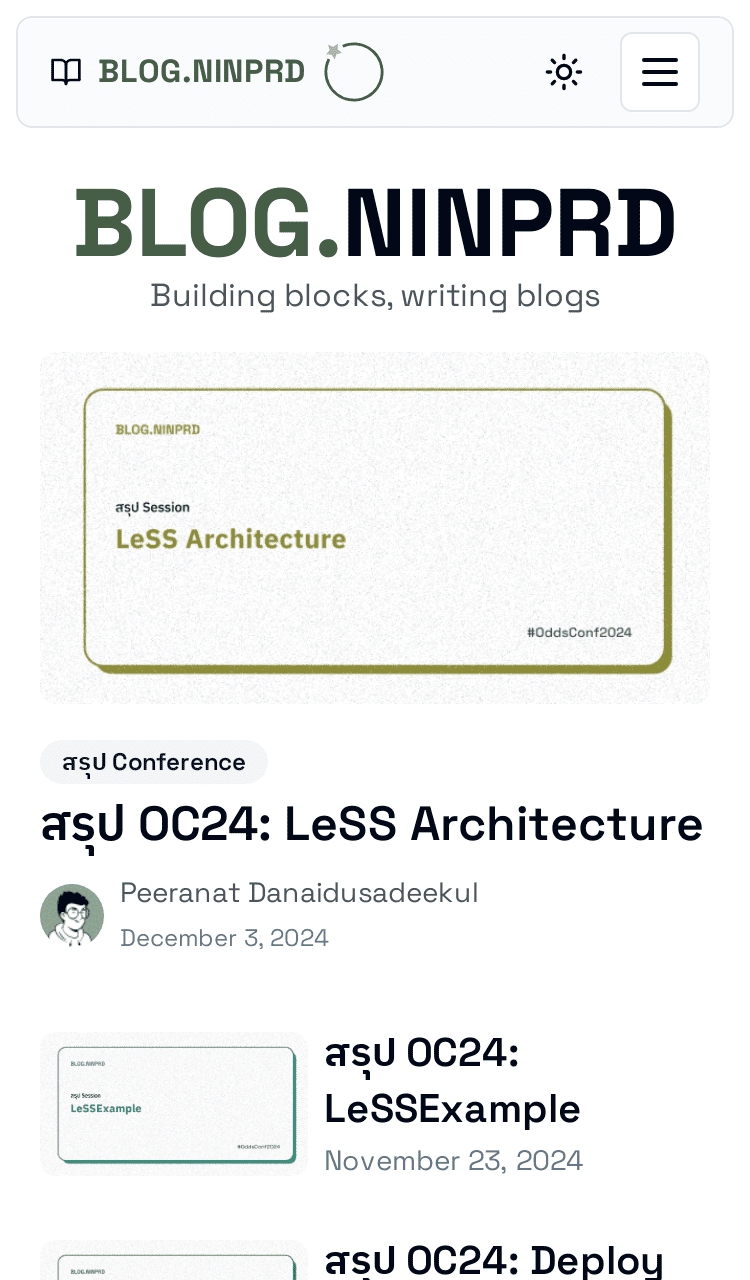 BLOG.NINPRD
BLOG.NINPRD
Building blocks, writing blogs
BLOG.NINPRD
สรุป Session
LeSS Architecture
#OddsConf2024
สรุป Conference
สรุป OC24: LeSS Architecture
Peeranat Danaidusadeekul
December 3, 2024
BLOG.NINPRD
สรุป Session
LeSSExample
#OddsConf2024
สรุป OC24:
LeSSExample
November 23, 2024
BLOG.NINPRD
สรุป OC24: Deploy